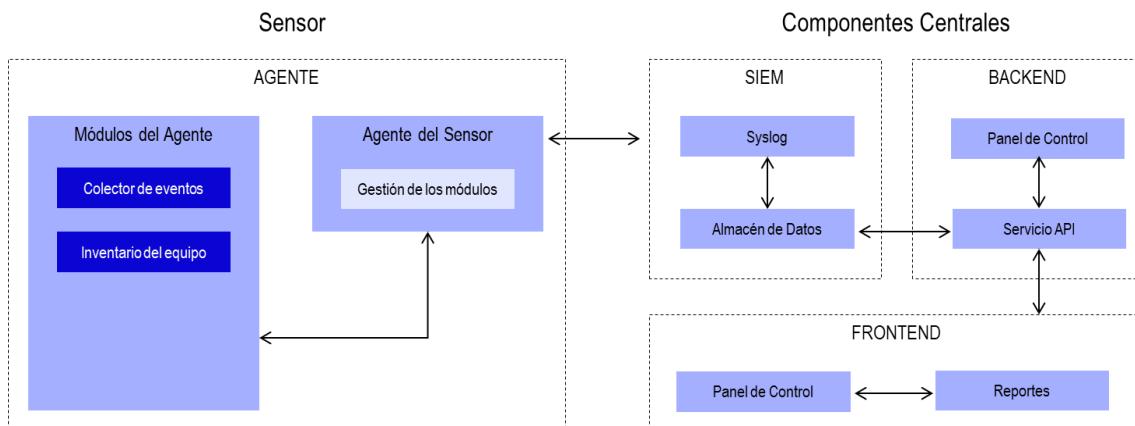 Sensor
Componentes Centrales
AGENTE
Módulos del Agente
Colector de eventos
Inventario del equipo
Agente del Sensor
Gestión de los módulos
SIEM
Syslog
Almacén de Datos
BACKEND
Panel de Control
Servicio API
FRONTEND
Panel de Control
Reportes